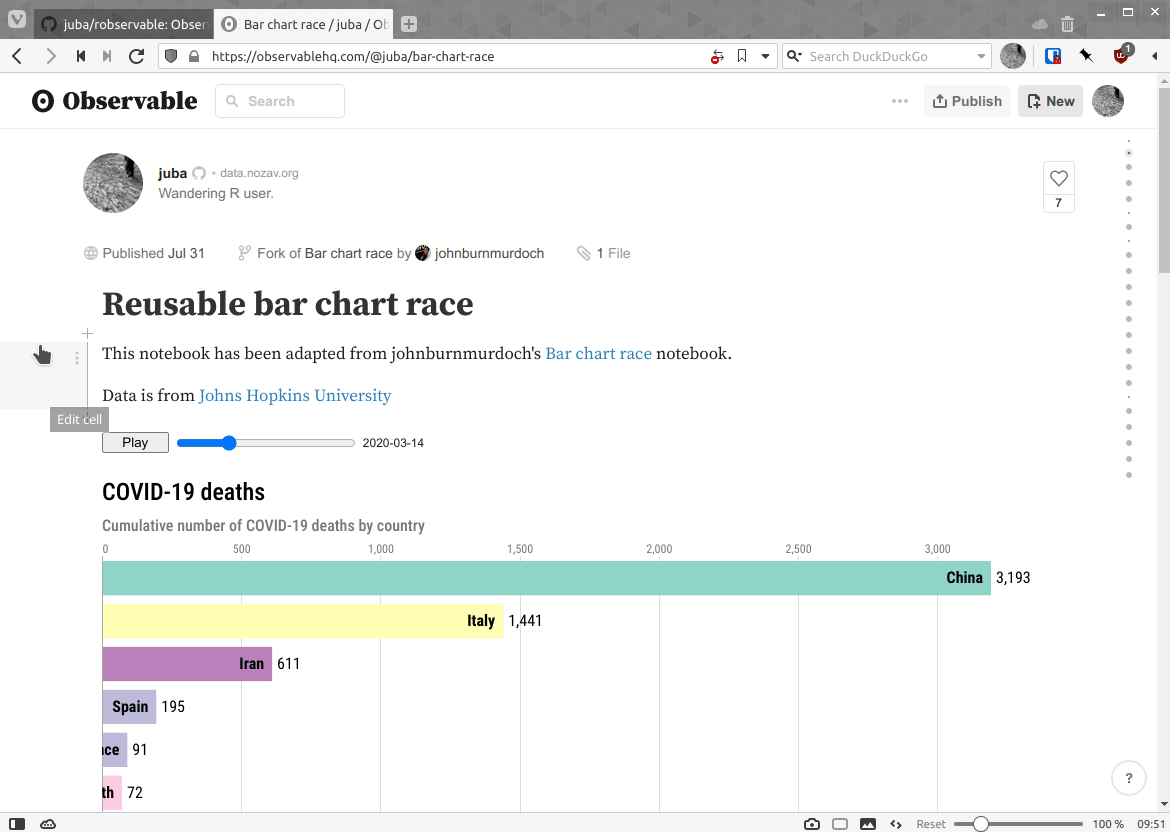 juba/robservable: Obser
Bar chart race / juba / Ob
https://observablehq.com/@juba/bar-chart-race
Search DuckDuckGo
1
Observable
Search
Publish
New
juba • data.nozav.org
Wandering R user.
7
Published Jul 31
Fork of Bar chart race by johnburnmurdoch
1 File
Reusable bar chart race
This notebook has been adapted from johnburnmurdoch's Bar chart race notebook.
Data is from Johns Hopkins University
Edit cell
Play
2020-03-14
COVID-19 deaths
Cumulative number of COVID-19 deaths by country
0 500 1,000 1,500 2,000 2,500 3,000
China 3,193
Italy 1,441
Iran 611
Spain 195
nce 91
th 72
?
Reset 100 % 09:51